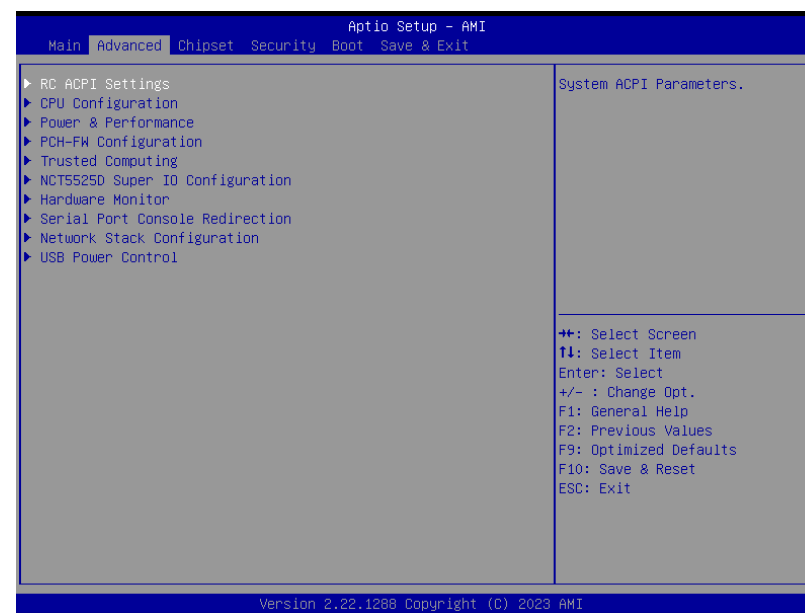 Aptio Setup – AMI
Main Advanced Chipset Security Boot Save & Exit
RC ACPI Settings
CPU Configuration
Power & Performance
PCH-FW Configuration
Trusted Computing
NCT5525D Super IO Configuration
Hardware Monitor
Serial Port Console Redirection
Network Stack Configuration
USB Power Control
System ACPI Parameters.
→←: Select Screen
↑↓: Select Item
Enter: Select
+/- : Change Opt.
F1: General Help
F2: Previous Values
F9: Optimized Defaults
F10: Save & Reset
ESC: Exit
Version 2.22.1288 Copyright (C) 2023 AMI